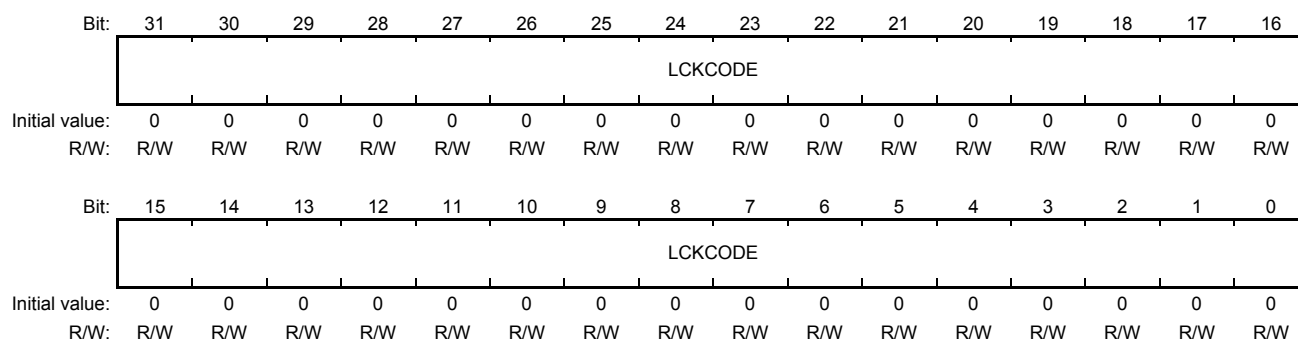 Bit: 31 30 29 28 27 26 25 24 23 22 21 20 19 18 17 16
LCKCODE
Initial value: 0 0 0 0 0 0 0 0 0 0 0 0 0 0 0 0
R/W: R/W R/W R/W R/W R/W R/W R/W R/W R/W R/W R/W R/W R/W R/W R/W R/W
Bit: 15 14 13 12 11 10 9 8 7 6 5 4 3 2 1 0
LCKCODE
Initial value: 0 0 0 0 0 0 0 0 0 0 0 0 0 0 0 0
R/W: R/W R/W R/W R/W R/W R/W R/W R/W R/W R/W R/W R/W R/W R/W R/W R/W